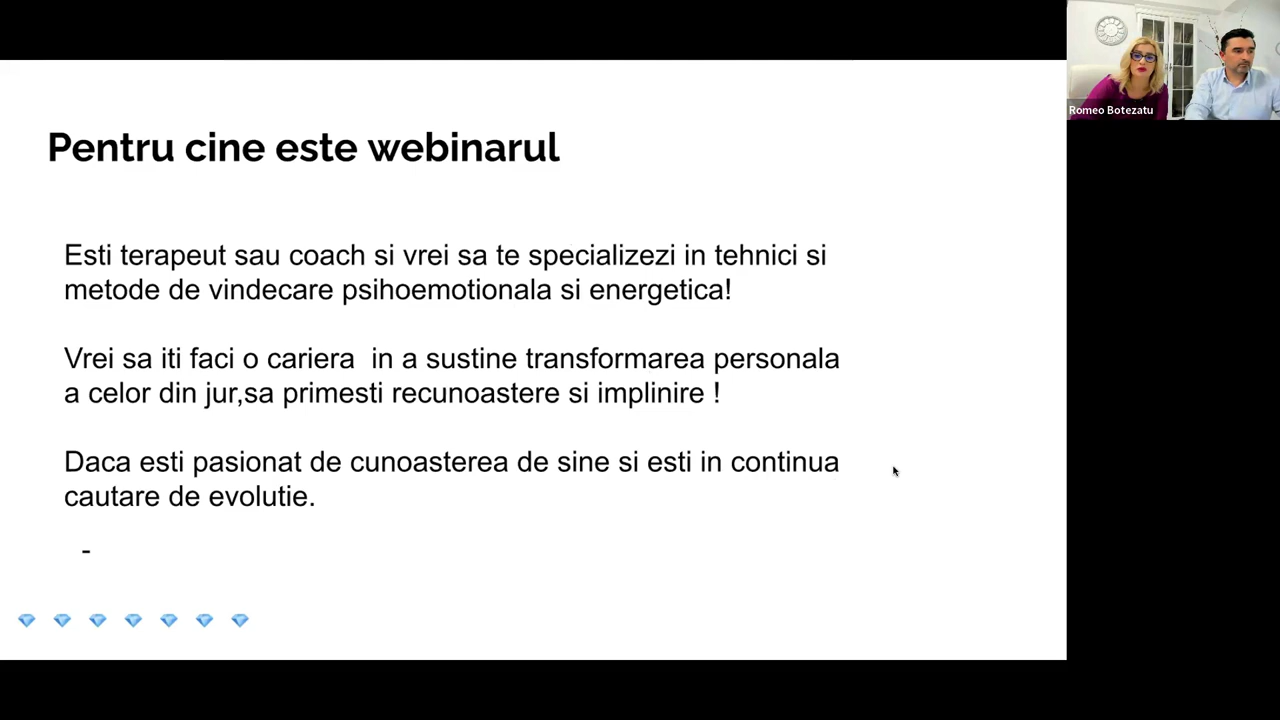 Romeo Botezatu
Pentru cine este webinarul
Esti terapeut sau coach si vrei sa te specializezi in tehnici si
metode de vindecare psihoemotionala si energetica!
Vrei sa iti faci o cariera  in a sustine transformarea personala
a celor din jur,sa primesti recunoastere si implinire !
Daca esti pasionat de cunoasterea de sine si esti in continua
cautare de evolutie.
-